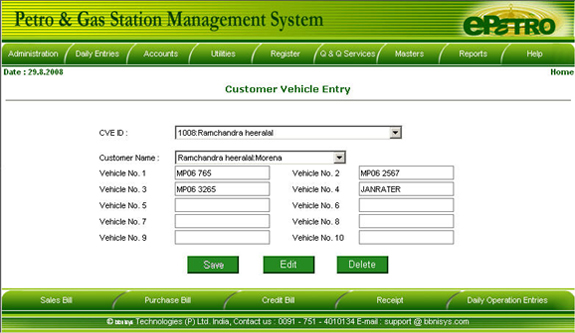 Petro & Gas Station Management System
ePeTRO
Administration Daily Entries Accounts Utilities Register Q & Q Services Masters Reports Help
Date : 29.8.2008 Home
Customer Vehicle Entry
CVE ID : 1008:Ramchandra heeralal
Customer Name : Ramchandra heeralal:Morena
Vehicle No. 1 MP06 765 Vehicle No. 2 MP06 2567
Vehicle No. 3 MP06 3265 Vehicle No. 4 JANRATER
Vehicle No. 5 Vehicle No. 6
Vehicle No. 7 Vehicle No. 8
Vehicle No. 9 Vehicle No. 10
Save Edit Delete
Sales Bill Purchase Bill Credit Bill Receipt Daily Operation Entries
© Technologies (P) Ltd. India, Contact us : 0091 - 751 - 4010134 E-mail : support @ bbnisys.com